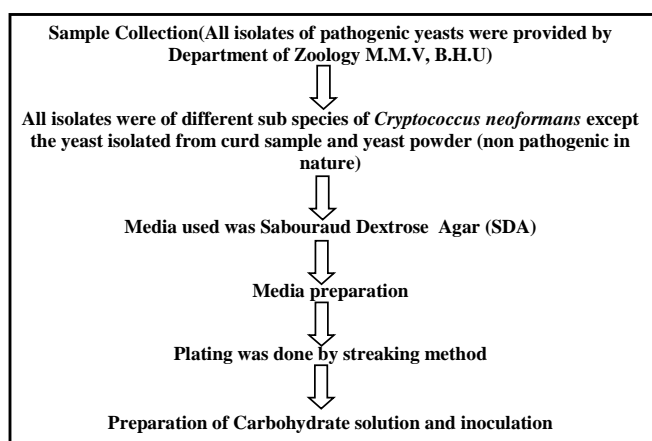 Sample Collection(All isolates of pathogenic yeasts were provided by
Department of Zoology M.M.V, B.H.U)
All isolates were of different sub species of Cryptococcus neoformans except
the yeast isolated from curd sample and yeast powder (non pathogenic in
nature)
Media used was Sabouraud Dextrose Agar (SDA)
Media preparation
Plating was done by streaking method
Preparation of Carbohydrate solution and inoculation